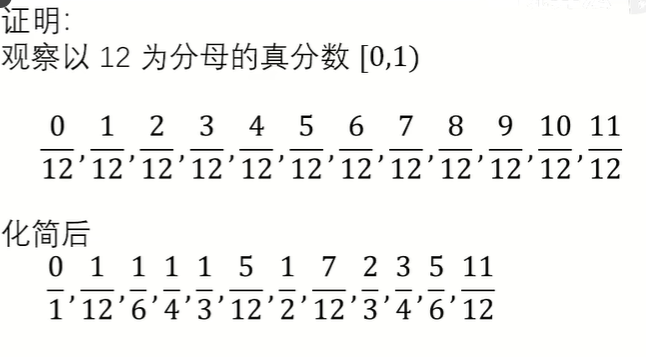 证明:
观察以 12 为分母的真分数 [0,1)
0/12, 1/12, 2/12, 3/12, 4/12, 5/12, 6/12, 7/12, 8/12, 9/12, 10/12, 11/12
化简后
0/1, 1/12, 1/6, 1/4, 1/3, 5/12, 1/2, 7/12, 2/3, 3/4, 5/6, 11/12